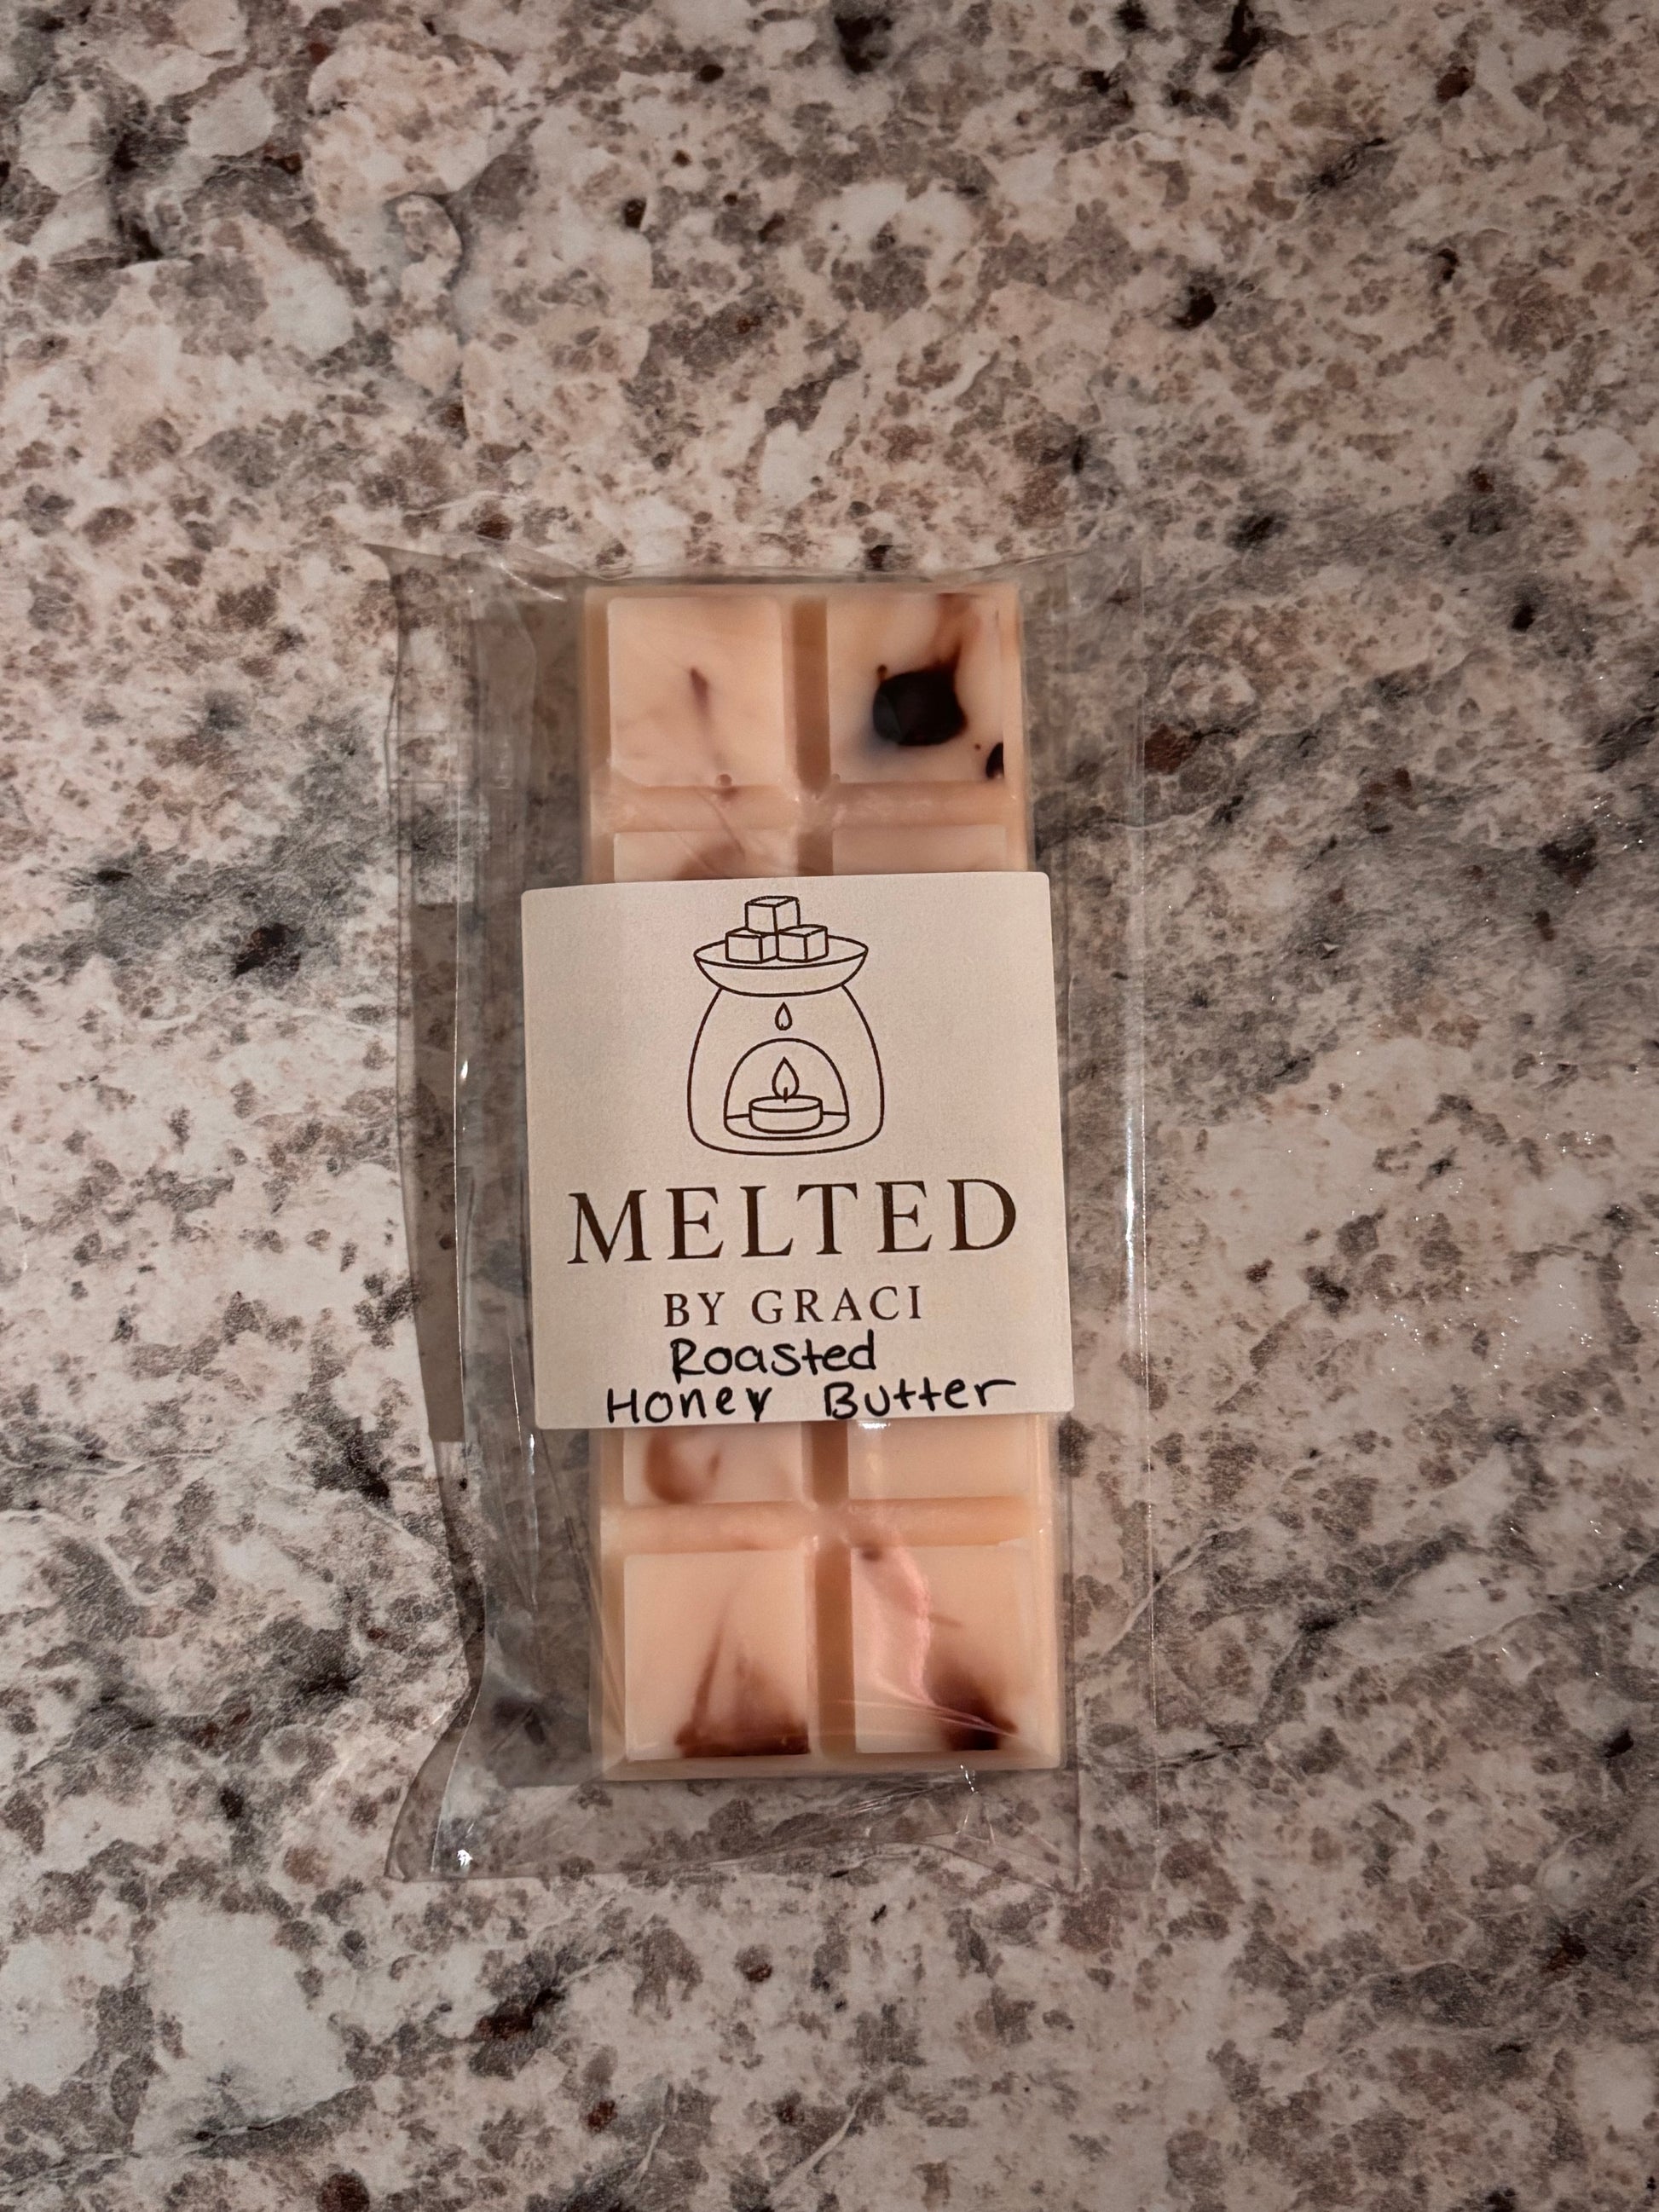 MELTED
BY GRACI
Roasted
Honey Butter